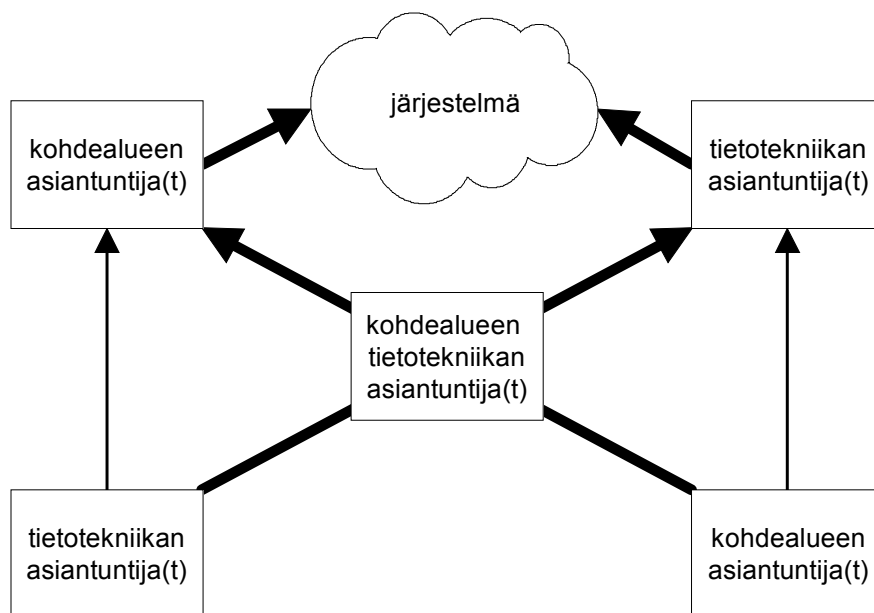 järjestelmä
kohdealueen
asiantuntija(t)
tietotekniikan
asiantuntija(t)
kohdealueen
tietotekniikan
asiantuntija(t)
tietotekniikan
asiantuntija(t)
kohdealueen
asiantuntija(t)